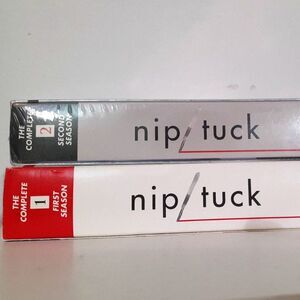 THE
COMPLETE
2
SECOND
SEASON
nip/tuck
THE
COMPLETE
1
FIRST
SEASON
nip/tuck